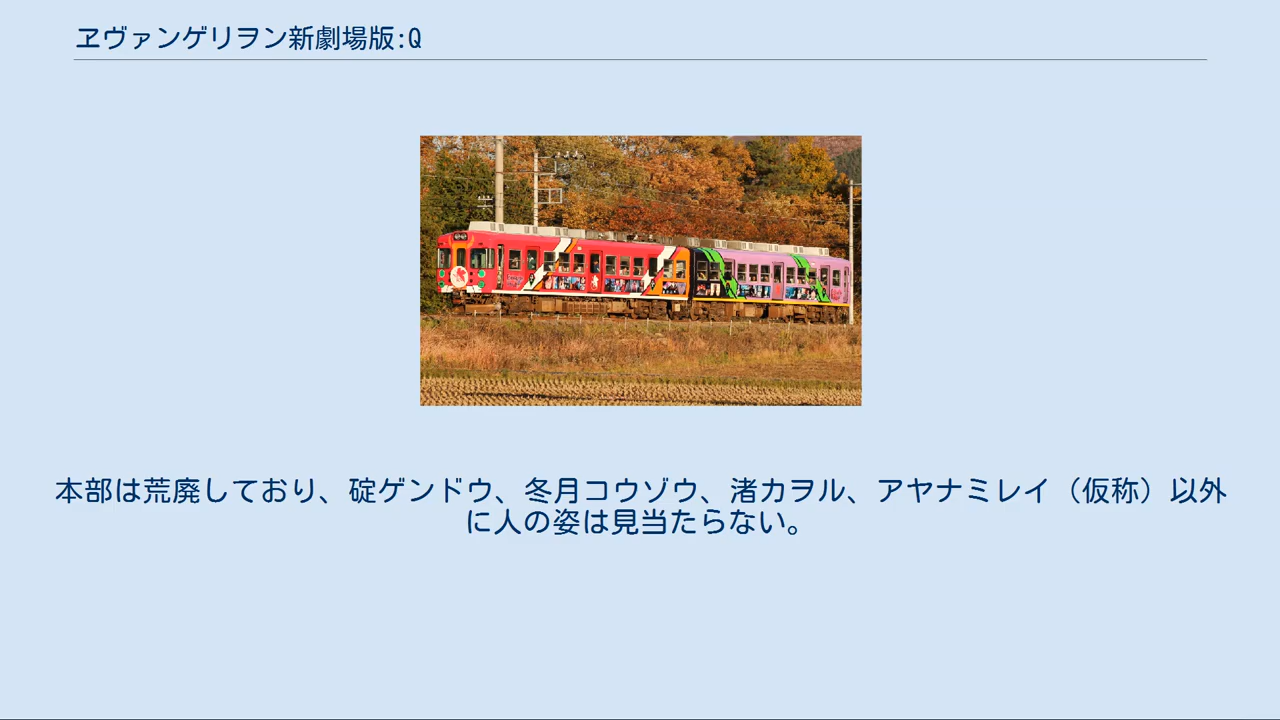 ヱヴァンゲリヲン新劇場版:Q
本部は荒廃しており、碇ゲンドウ、冬月コウゾウ、渚カヲル、アヤナミレイ（仮称）以外
に人の姿は見当たらない。